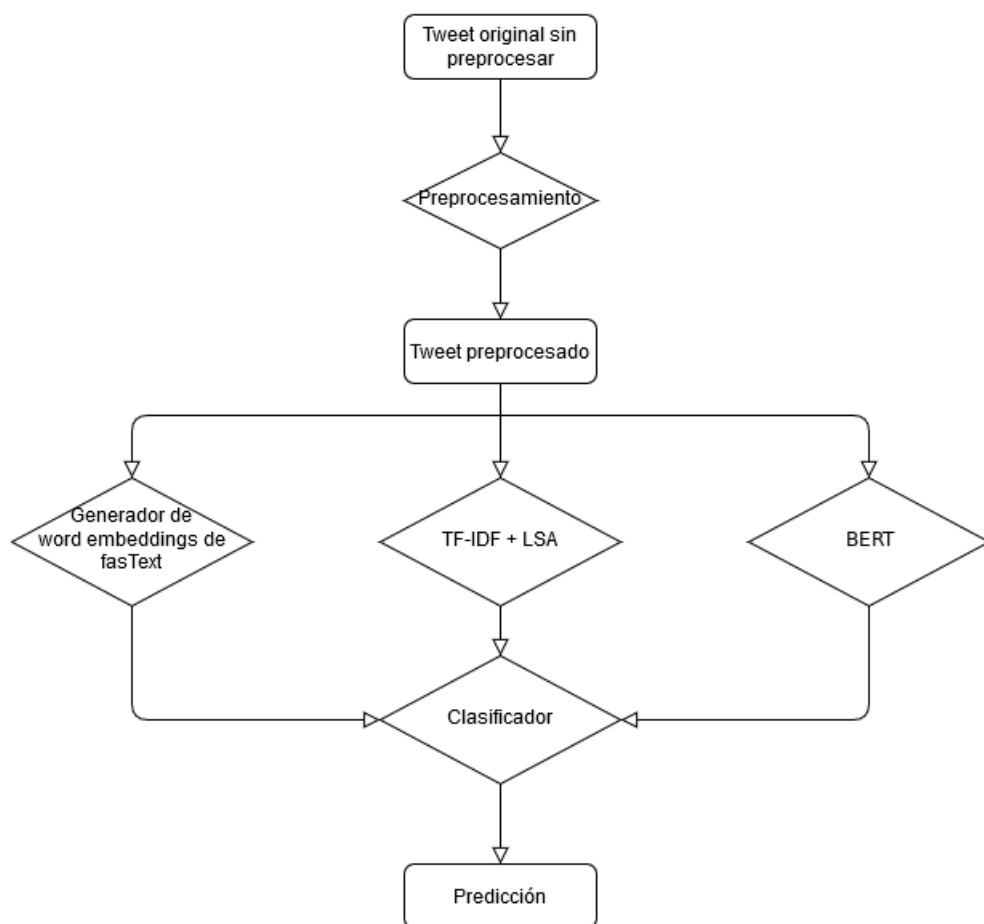 Tweet original sin
preprocesar
Preprocesamiento
Tweet preprocesado
Generador de
word embeddings de
fasText
TF-IDF + LSA
BERT
Clasificador
Predicción